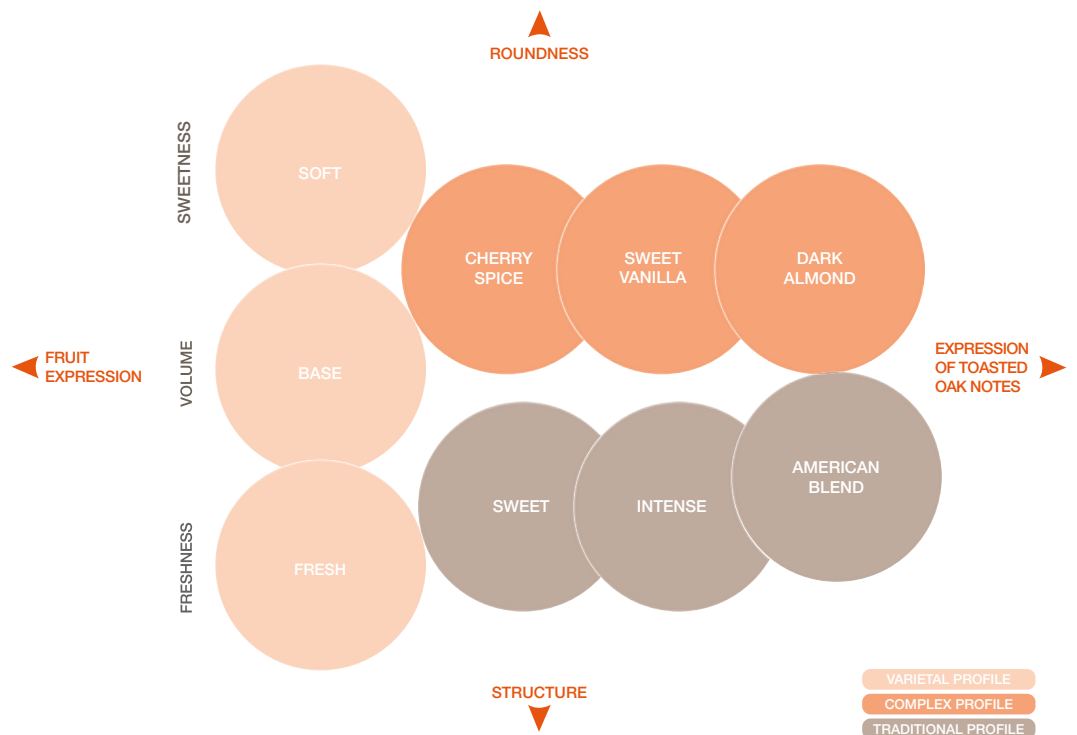 ROUNDNESS
SWEETNESS
SOFT
CHERRY
SPICE
SWEET
VANILLA
DARK
ALMOND
FRUIT
EXPRESSION
VOLUME
BASE
EXPRESSION
OF TOASTED
OAK NOTES
AMERICAN
BLEND
SWEET
INTENSE
FRESHNESS
FRESH
STRUCTURE
VARIETAL PROFILE
COMPLEX PROFILE
TRADITIONAL PROFILE